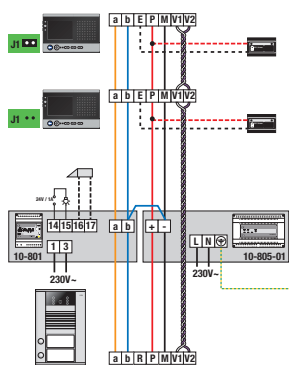 a b E P M V1 V2
J1
a b E P M V1 V2
J1
24V / 1A
14 15 16 17
a b
+ -
1 3
10-801
L N
10-805-01
230V~
230V~
a b R P M V1 V2